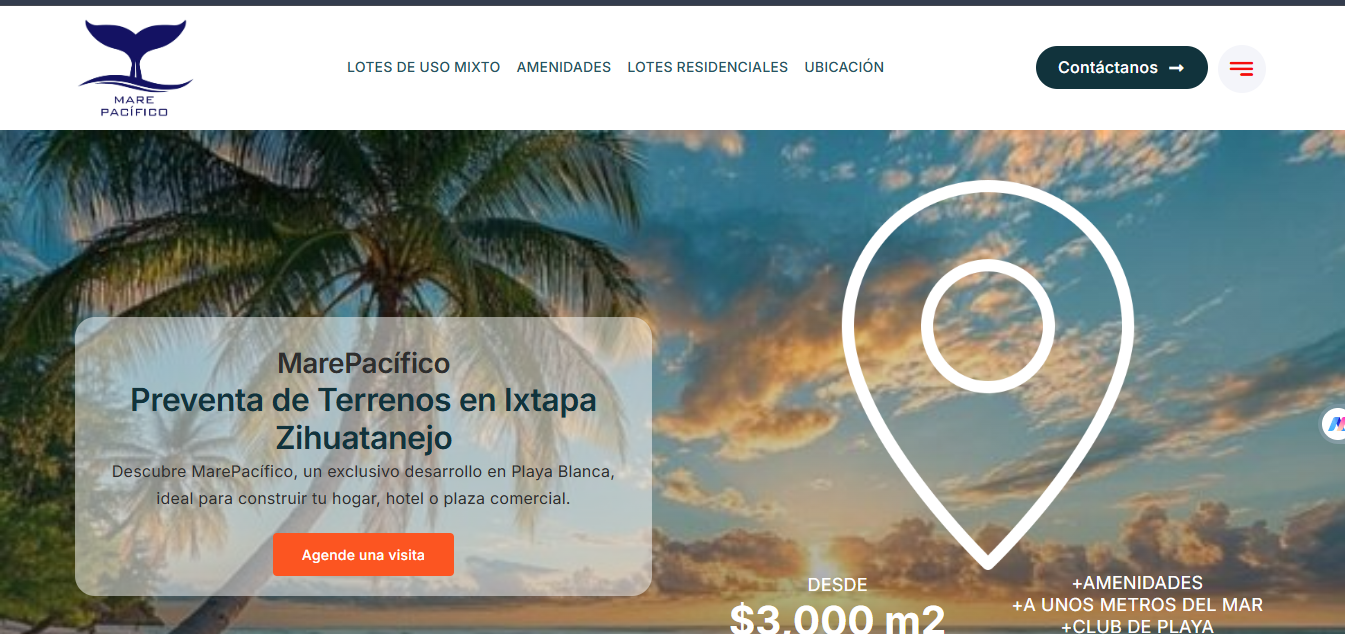 MARE
PACÍFICO
LOTES DE USO MIXTO
AMENIDADES
LOTES RESIDENCIALES
UBICACIÓN
Contáctanos
MarePacífico
Preventa de Terrenos en Ixtapa
Zihuatanejo
Descubre MarePacífico, un exclusivo desarrollo en Playa Blanca,
ideal para construir tu hogar, hotel o plaza comercial.
Agende una visita
DESDE
$3,000 m2
+AMENIDADES
+A UNOS METROS DEL MAR
+CLUB DE PLAYA